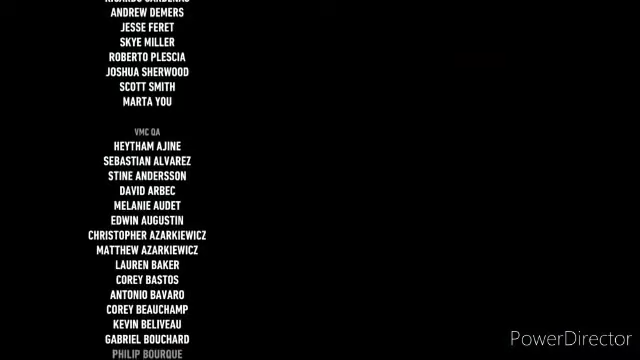 RICARDO CARDENAS
ANDREW DEMERS
JESSE FERET
SKYE MILLER
ROBERTO PLESCIA
JOSHUA SHERWOOD
SCOTT SMITH
MARTA YOU
VMC QA
HEYTHAM AJINE
SEBASTIAN ALVAREZ
STINE ANDERSSON
DAVID ARBEC
MELANIE AUDET
EDWIN AUGUSTIN
CHRISTOPHER AZARKIEWICZ
MATTHEW AZARKIEWICZ
LAUREN BAKER
COREY BASTOS
ANTONIO BAVARO
COREY BEAUCHAMP
KEVIN BELIVEAU
GABRIEL BOUCHARD
PHILIP BOURQUE
PowerDirector